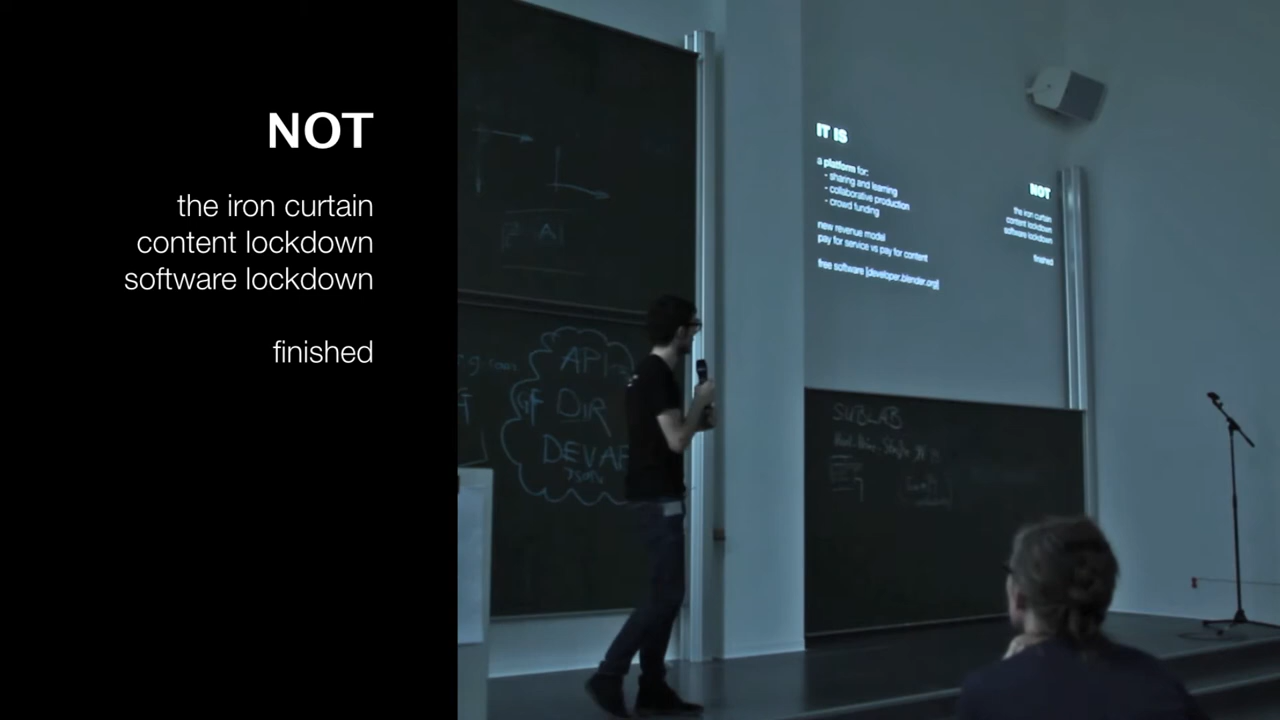 NOT
the iron curtain
content lockdown
software lockdown
finished
IT IS
a platform for:
- sharing and learning
- collaborative production
- crowd funding
new revenue model
pay for service vs pay for content
free software [developer.blender.org]
NOT
the iron curtain
content lockdown
software lockdown
finished
API
DIR
DEVAP
JSON
SUBLAB